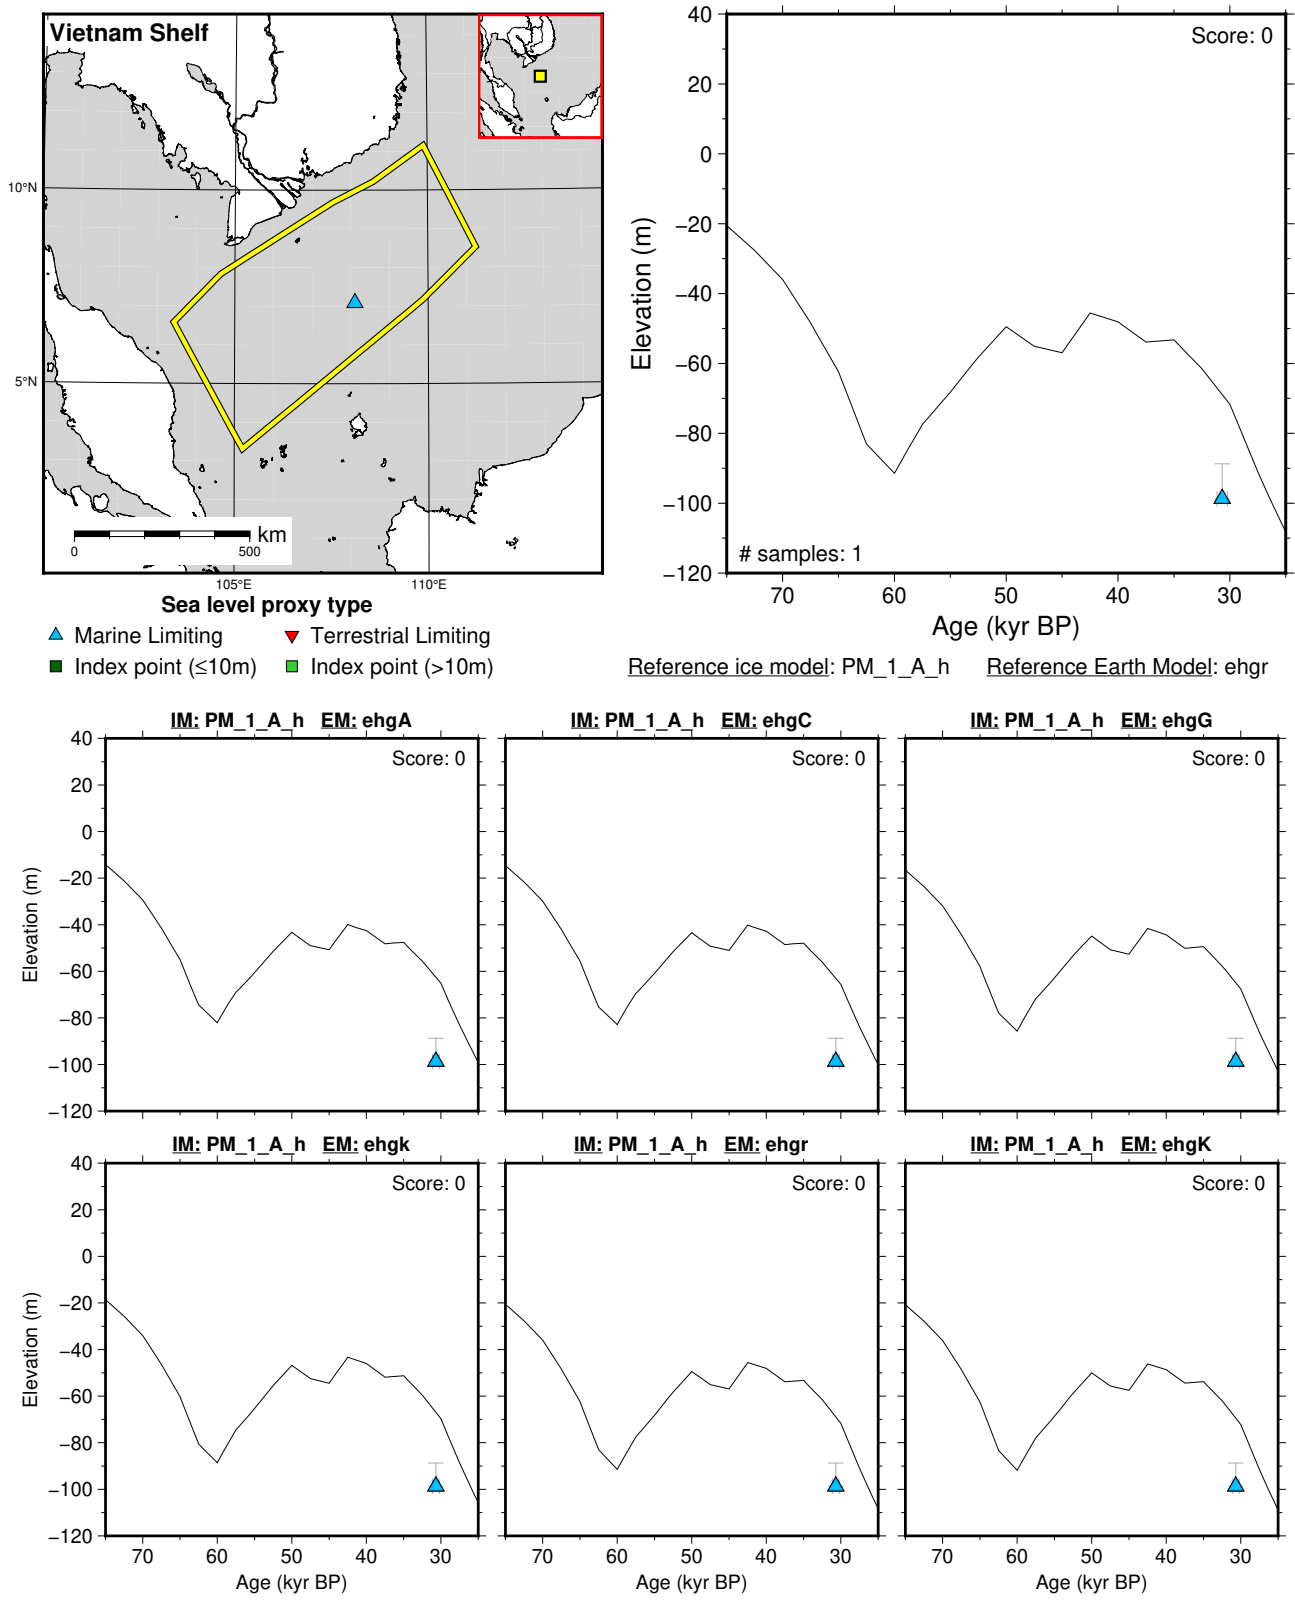 Vietnam Shelf
10°N
5°N
105°E
110°E
0
500
km
Sea level proxy type
Marine Limiting
Terrestrial Limiting
Index point (≤10m)
Index point (>10m)
Score: 0
# samples: 1
Elevation (m)
40
20
0
−20
−40
−60
−80
−100
−120
70 60 50 40 30
Age (kyr BP)
Reference ice model: PM_1_A_h Reference Earth Model: ehgr
IM: PM_1_A_h EM: ehgA
Score: 0
IM: PM_1_A_h EM: ehgC
Score: 0
IM: PM_1_A_h EM: ehgG
Score: 0
Elevation (m)
40
20
0
−20
−40
−60
−80
−100
−120
IM: PM_1_A_h EM: ehgk
Score: 0
IM: PM_1_A_h EM: ehgr
Score: 0
IM: PM_1_A_h EM: ehgK
Score: 0
Elevation (m)
40
20
0
−20
−40
−60
−80
−100
−120
70 60 50 40 30
Age (kyr BP)
70 60 50 40 30
Age (kyr BP)
70 60 50 40 30
Age (kyr BP)